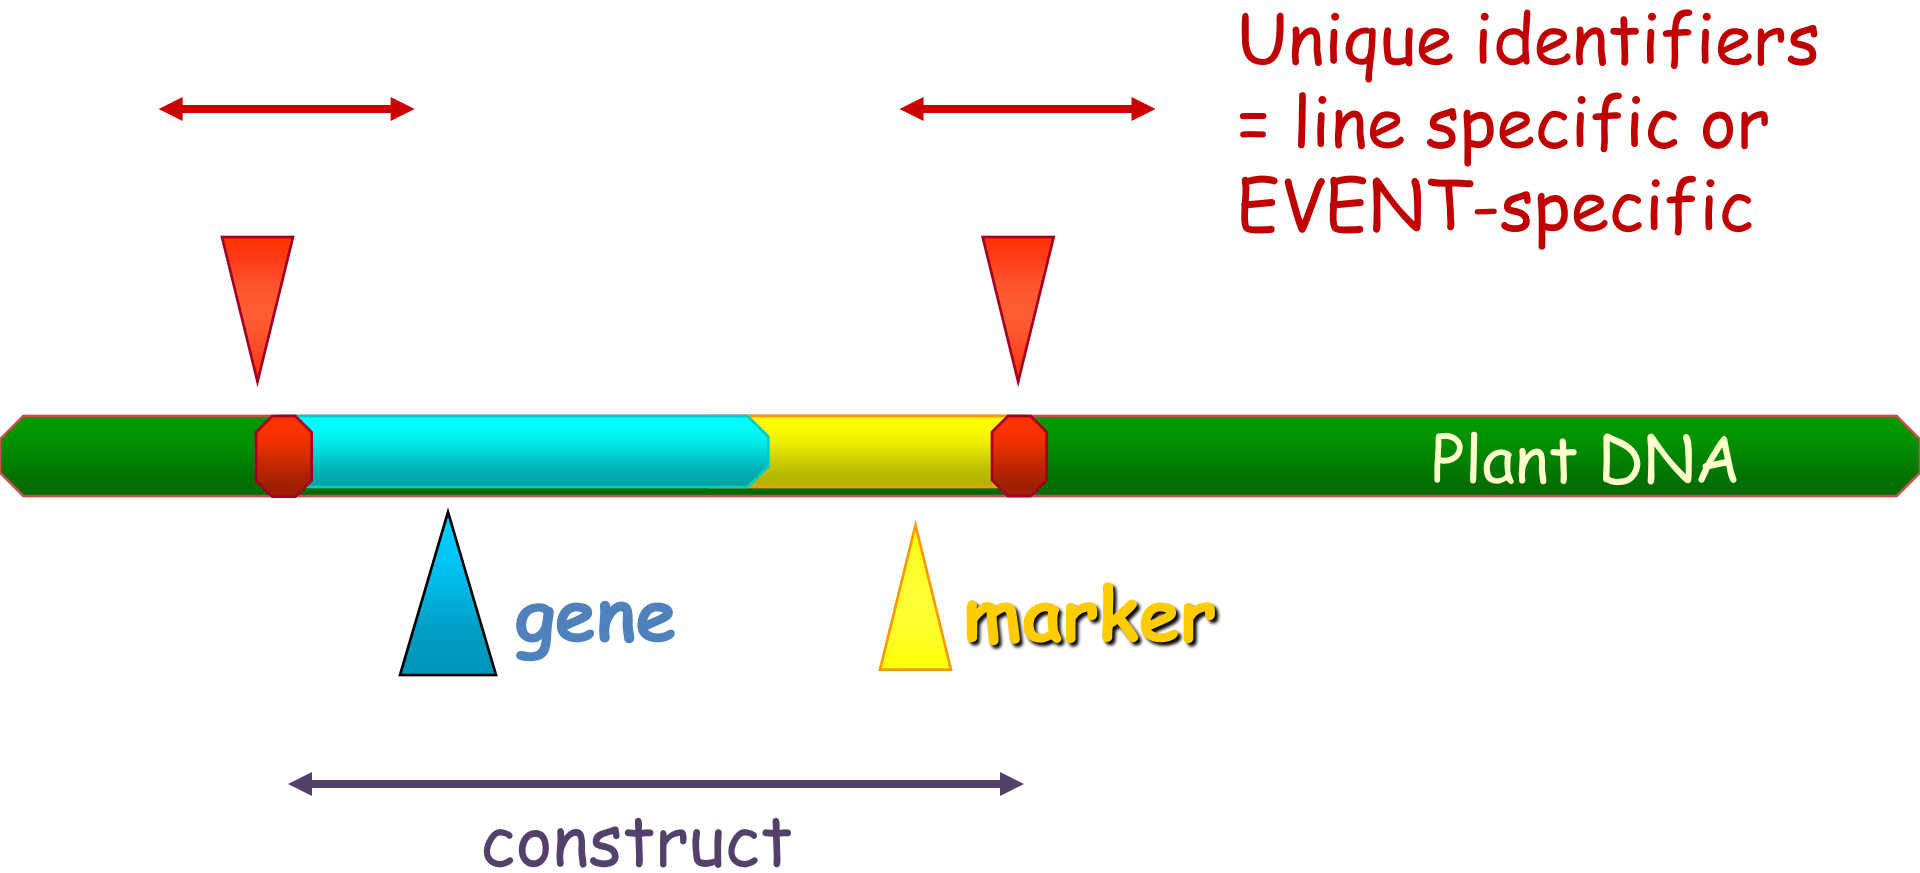 Unique identifiers
= line specific or
EVENT-specific
Plant DNA
gene
marker
construct